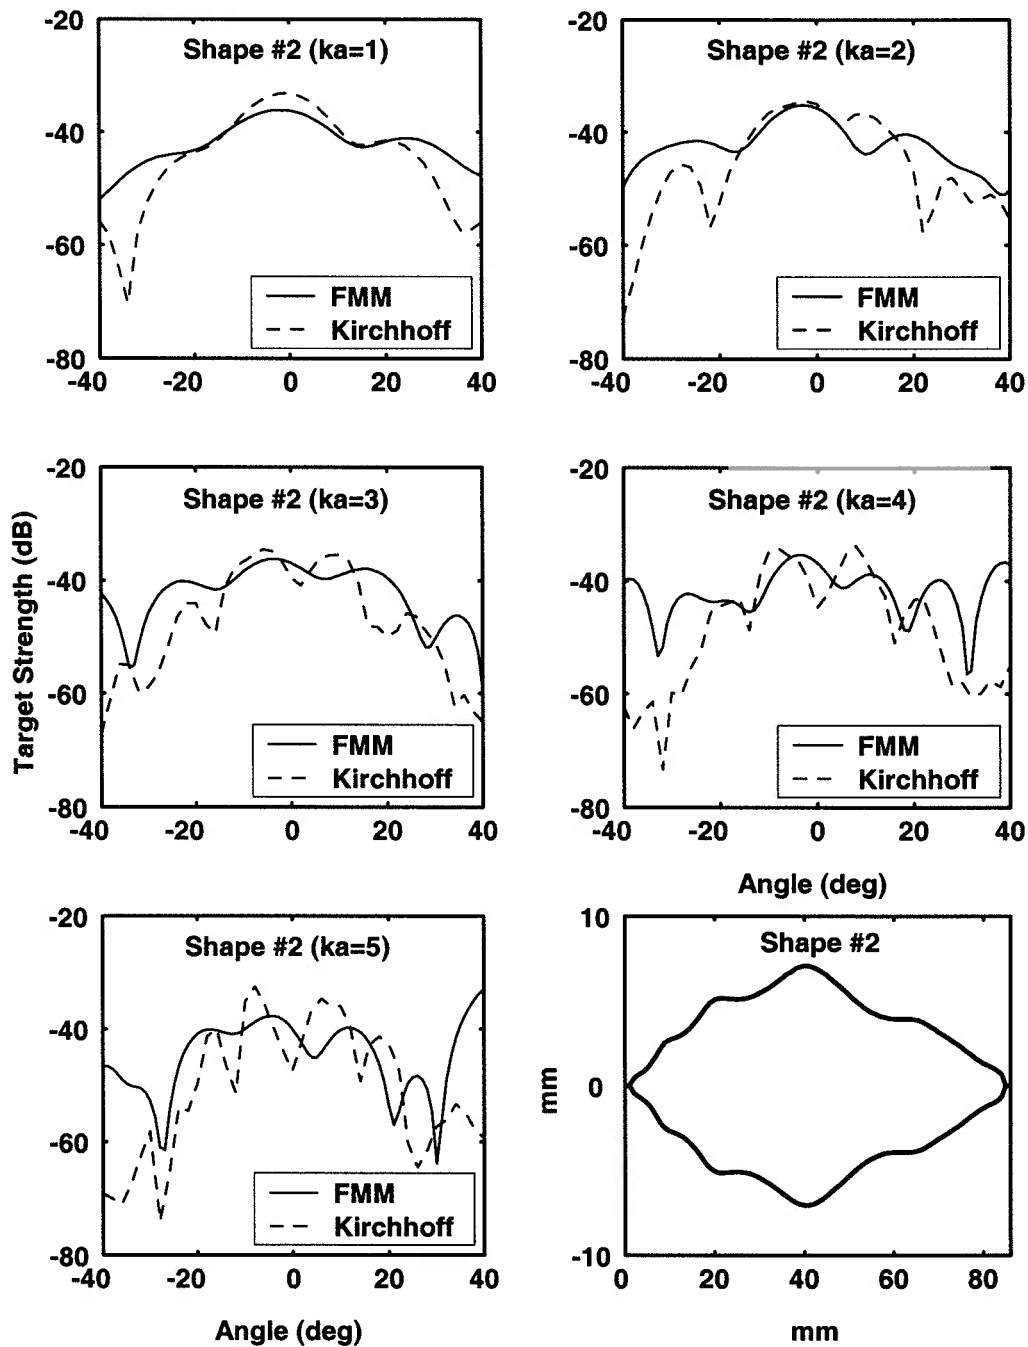 -20
-40
-60
-80
Shape #2 (ka=1)
FMM
Kirchhoff
-40 -20 0 20 40
-20
-40
-60
-80
Shape #2 (ka=2)
FMM
Kirchhoff
-40 -20 0 20 40
Target Strength (dB)
-20
-40
-60
-80
Shape #2 (ka=3)
FMM
Kirchhoff
-40 -20 0 20 40
-20
-40
-60
-80
Shape #2 (ka=4)
FMM
Kirchhoff
-40 -20 0 20 40
Angle (deg)
-20
-40
-60
-80
Shape #2 (ka=5)
FMM
Kirchhoff
-40 -20 0 20 40
Angle (deg)
10
0
-10
mm
Shape #2
0 20 40 60 80
mm